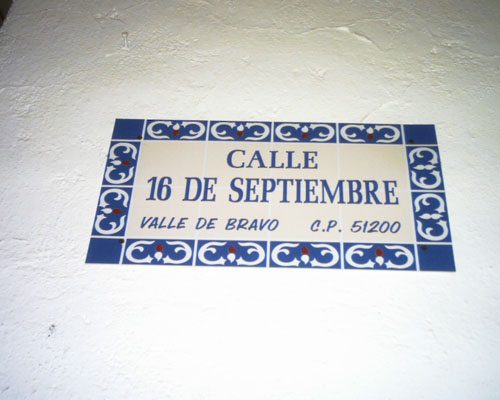 CALLE
16 DE SEPTIEMBRE
VALLE DE BRAVO C.P. 51200